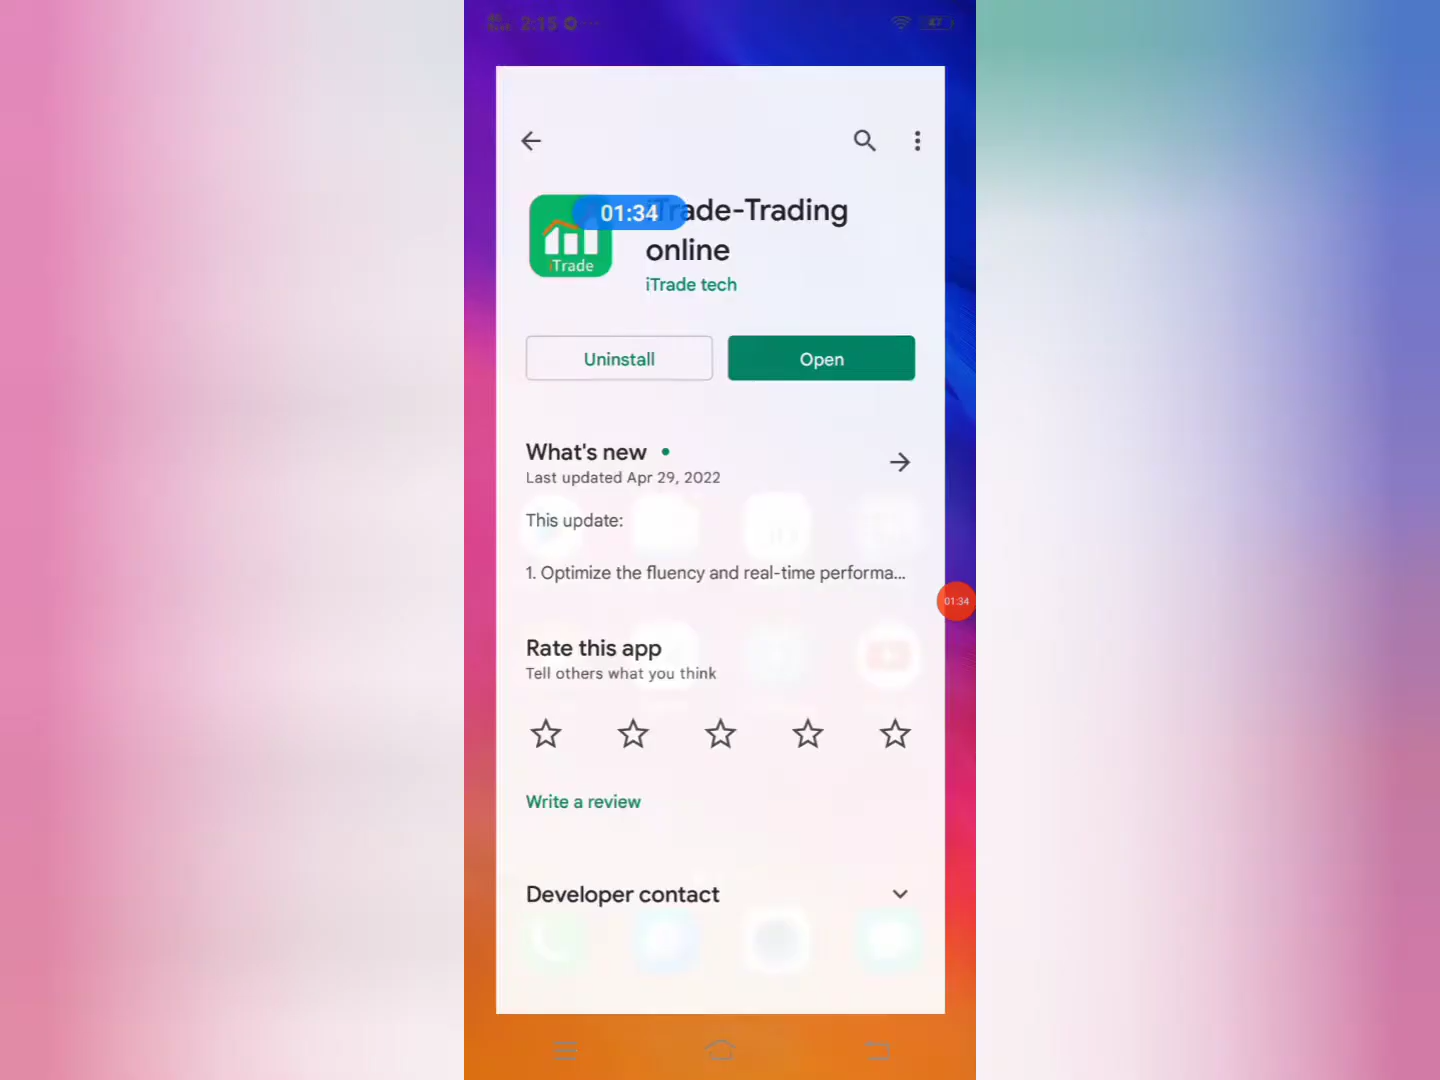 2:15
47
01:34
iTrade-Trading
online
iTrade
iTrade tech
Uninstall
Open
What's new
Last updated Apr 29, 2022
This update:
1. Optimize the fluency and real-time performa...
01:34
Rate this app
Tell others what you think
Write a review
Developer contact